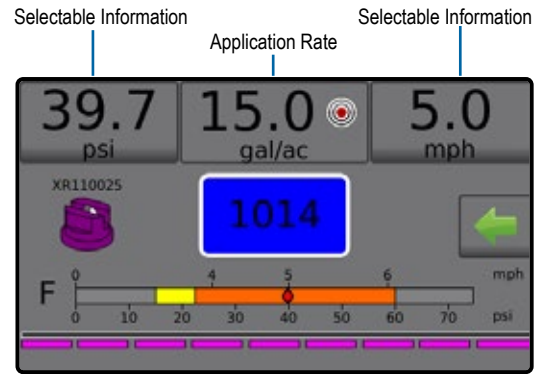 Selectable Information Selectable Information
Application Rate
39.7 15.0 5.0
psi gal/ac mph
XR110025
1014
0 4 5 6 mph
F
0 10 20 30 40 50 60 70 psi